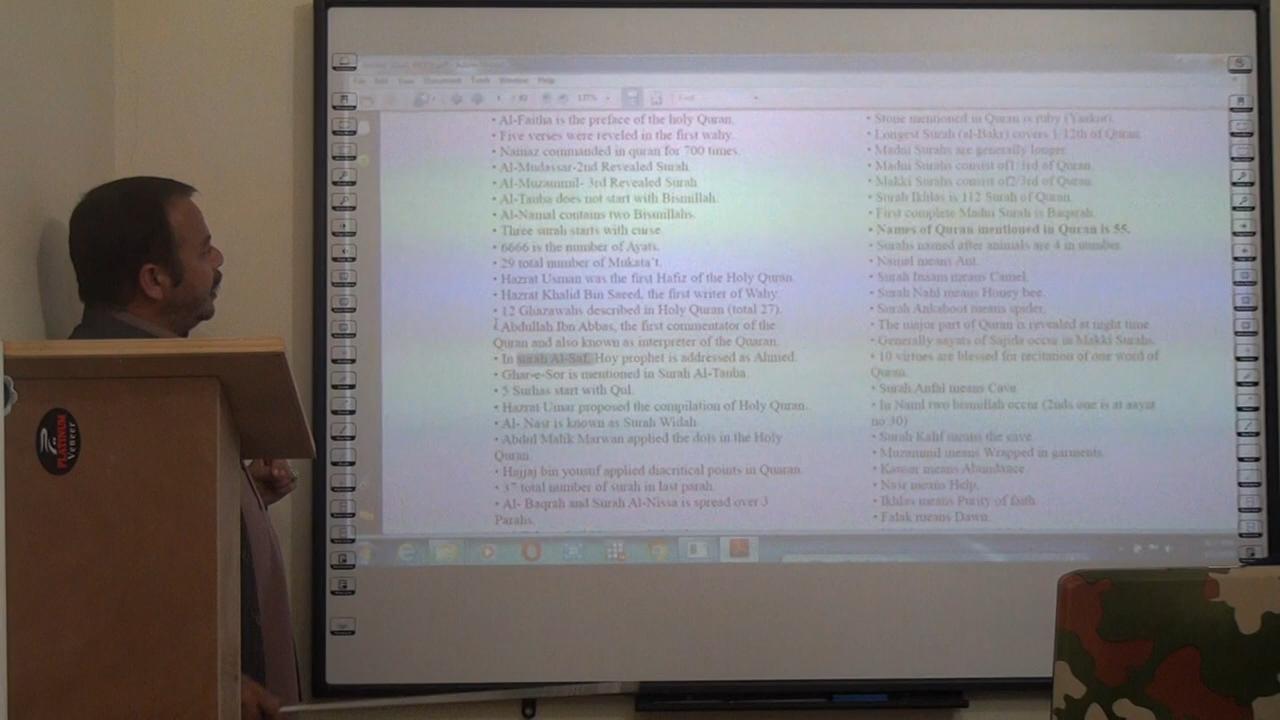 PLATINUM
Veneer
Window Help
137%
• Al-Faitha is the preface of the holy Quran.
• Five verses were reveled in the first wahy.
• Namaz commanded in quran for 700 times.
• Al-Mudassar-2nd Revealed Surah
• Al-Muzammil- 3rd Revealed Surah
• Al-Tauba does not start with Bismillah.
• Al-Namal contains two Bismillahs.
• Three surah starts with curse
• 6666 is the number of Ayats.
• 29 total number of Mukata't.
• Hazrat Usman was the first Hafiz of the Holy Quran.
• Hazrat Khalid Bin Saeed, the first writer of Wahy.
• 12 Ghazawahs described in Holy Quran (total 27).
Abdullah Ibn Abbas, the first commentator of the
Quran and also known as interpreter of the Quaran.
• In surah Al-Saf, Hoy prophet is addressed as Ahmed.
• Ghar-e-Sor is mentioned in Surah Al-Tauba.
• 5 Surhas start with Qul.
• Hazrat Umar proposed the compilation of Holy Quran.
• Al- Nasr is known as Surah Widah
• Abdul Malik Marwan applied the dots in the Holy
Quran.
• Hajjaj bin yousuf applied diacritical points in Quaran.
• 37 total number of surah in last parah.
• Al- Baqrah and Surah Al-Nissa is spread over 3
Parahs.
• Stone mentioned in Quran is ruby (Yaakut).
• Longest Surah (al-Bakr) covers 1/12th of Quran.
• Madni Surahs are generally longer.
• Madni Surahs consist of1/3rd of Quran.
• Makki Surahs consist of2/3rd of Quran.
• Surah Ikhlas is 112 Surah of Quran.
• First complete Madni Surah is Baqarah.
• Names of Quran mentioned in Quran is 55.
• Surahs named after animals are 4 in number.
• Namal means Ant.
• Surah Inaam means Camel.
• Surah Nahl means Honey bee.
• Surah Ankaboot means spider.
• The major part of Quran is revealed at night time
• Generally aayats of Sajida occur in Makki Surahs.
• 10 virtues are blessed for recitation of one word of
Quran.
• Surah Anfal means Cave
• In Naml two bismillah occur (2nds one is at aayat
no 30)
• Surah Kahf means the cave.
• Muzammil means Wrapped in garments.
• Kausar means Abundance
• Nasr means Help.
• Ikhlas means Purity of faith.
• Falak means Dawn.